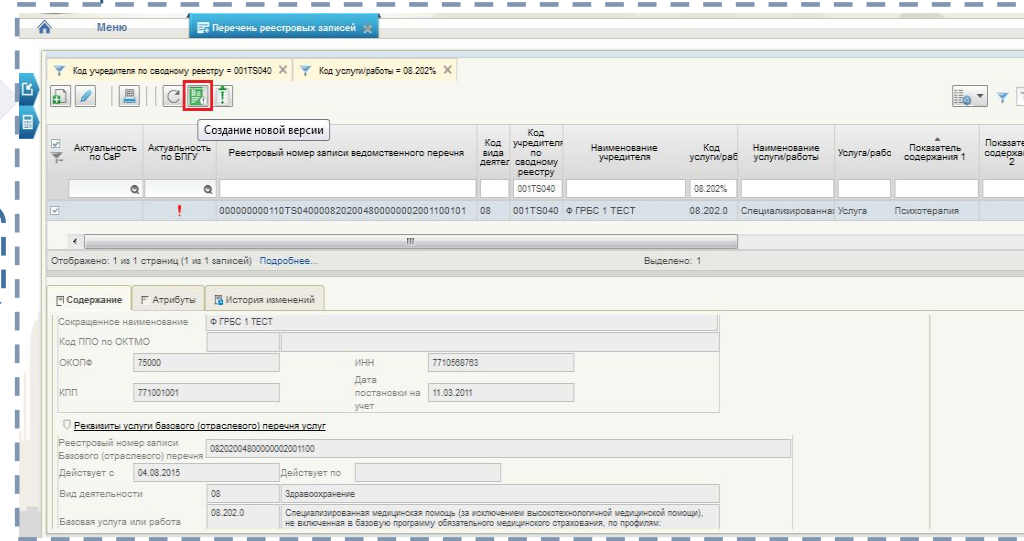 Меню
Перечень реестровых записей
Код учредителя по сводному реестру = 001TS040
Код услуги/работы = 08.202%
Создание новой версии
Актуальность по СвР
Актуальность по БПГУ
Реестровый номер записи ведомственного перечня
Код вида деятел
Код учредителя по сводному реестру
Наименование учредителя
Код услуги/раб
Наименование услуги/работы
Услуга/рабо
Показатель содержания 1
Показате содержан 2
001TS040
08.202%
000000000110TS04000082020048000000020011​00101 08 001TS040 Ф ГРБС 1 ТЕСТ 08.202.0 Специализированная Услуга Психотерапия
Отображено: 1 из 1 страниц (1 из 1 записей) Подробнее...
Выделено: 1
Содержание
Атрибуты
История изменений
Сокращенное наименование Ф ГРБС 1 ТЕСТ
Код ППО по ОКТМО
ОКОПФ 75000 ИНН 7710568763
КПП 771001001 Дата постановки на учет 11.03.2011
Реквизиты услуги базового (отраслевого) перечня услуг
Реестровый номер записи
Базового (отраслевого) перечня 08202004800000002001100
Действует с 04.08.2015 Действует по
Вид деятельности 08 Здравоохранение
Базовая услуга или работа 08.202.0 Специализированная медицинская помощь (за исключением высокотехнологичной медицинской помощи),
не включенная в базовую программу обязательного медицинского страхования, по профилям: